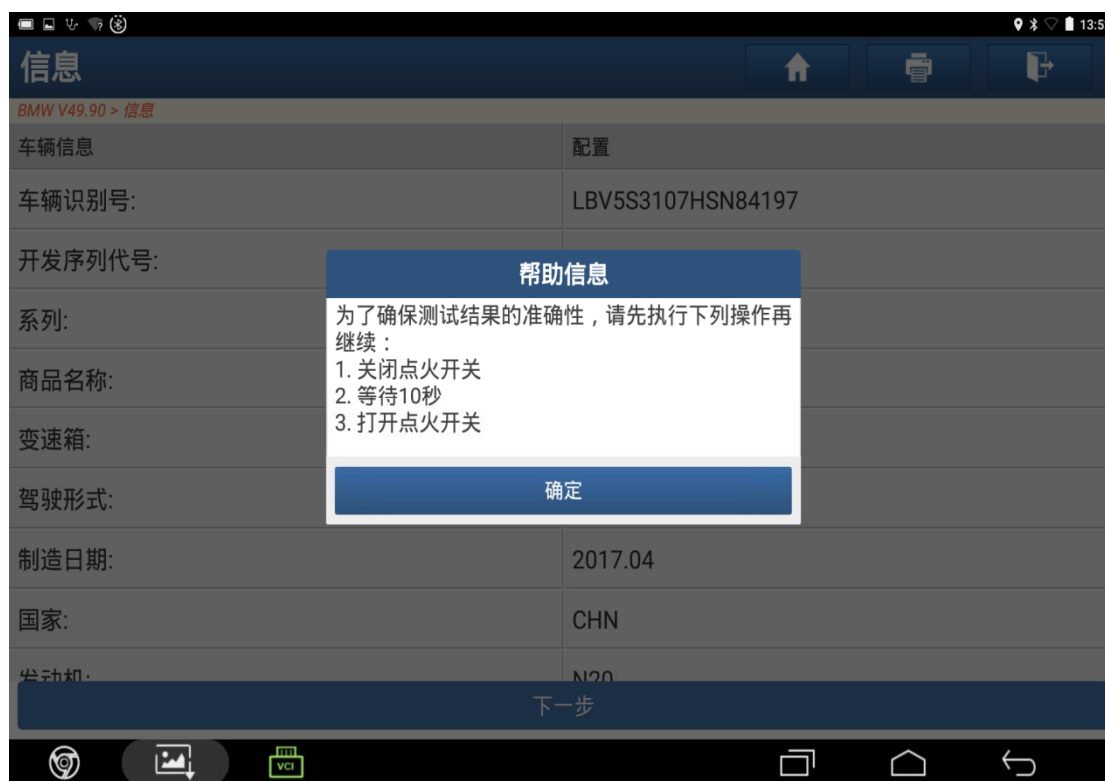 13:5
信息
BMW V49.90 > 信息
车辆信息 配置
车辆识别号: LBV5S3107HSN84197
开发序列代号:
系列:
商品名称:
变速箱:
驾驶形式:
制造日期: 2017.04
国家: CHN
发动机: N20
帮助信息
为了确保测试结果的准确性，请先执行下列操作再
继续：
1. 关闭点火开关
2. 等待10秒
3. 打开点火开关
确定
下一步
VCI